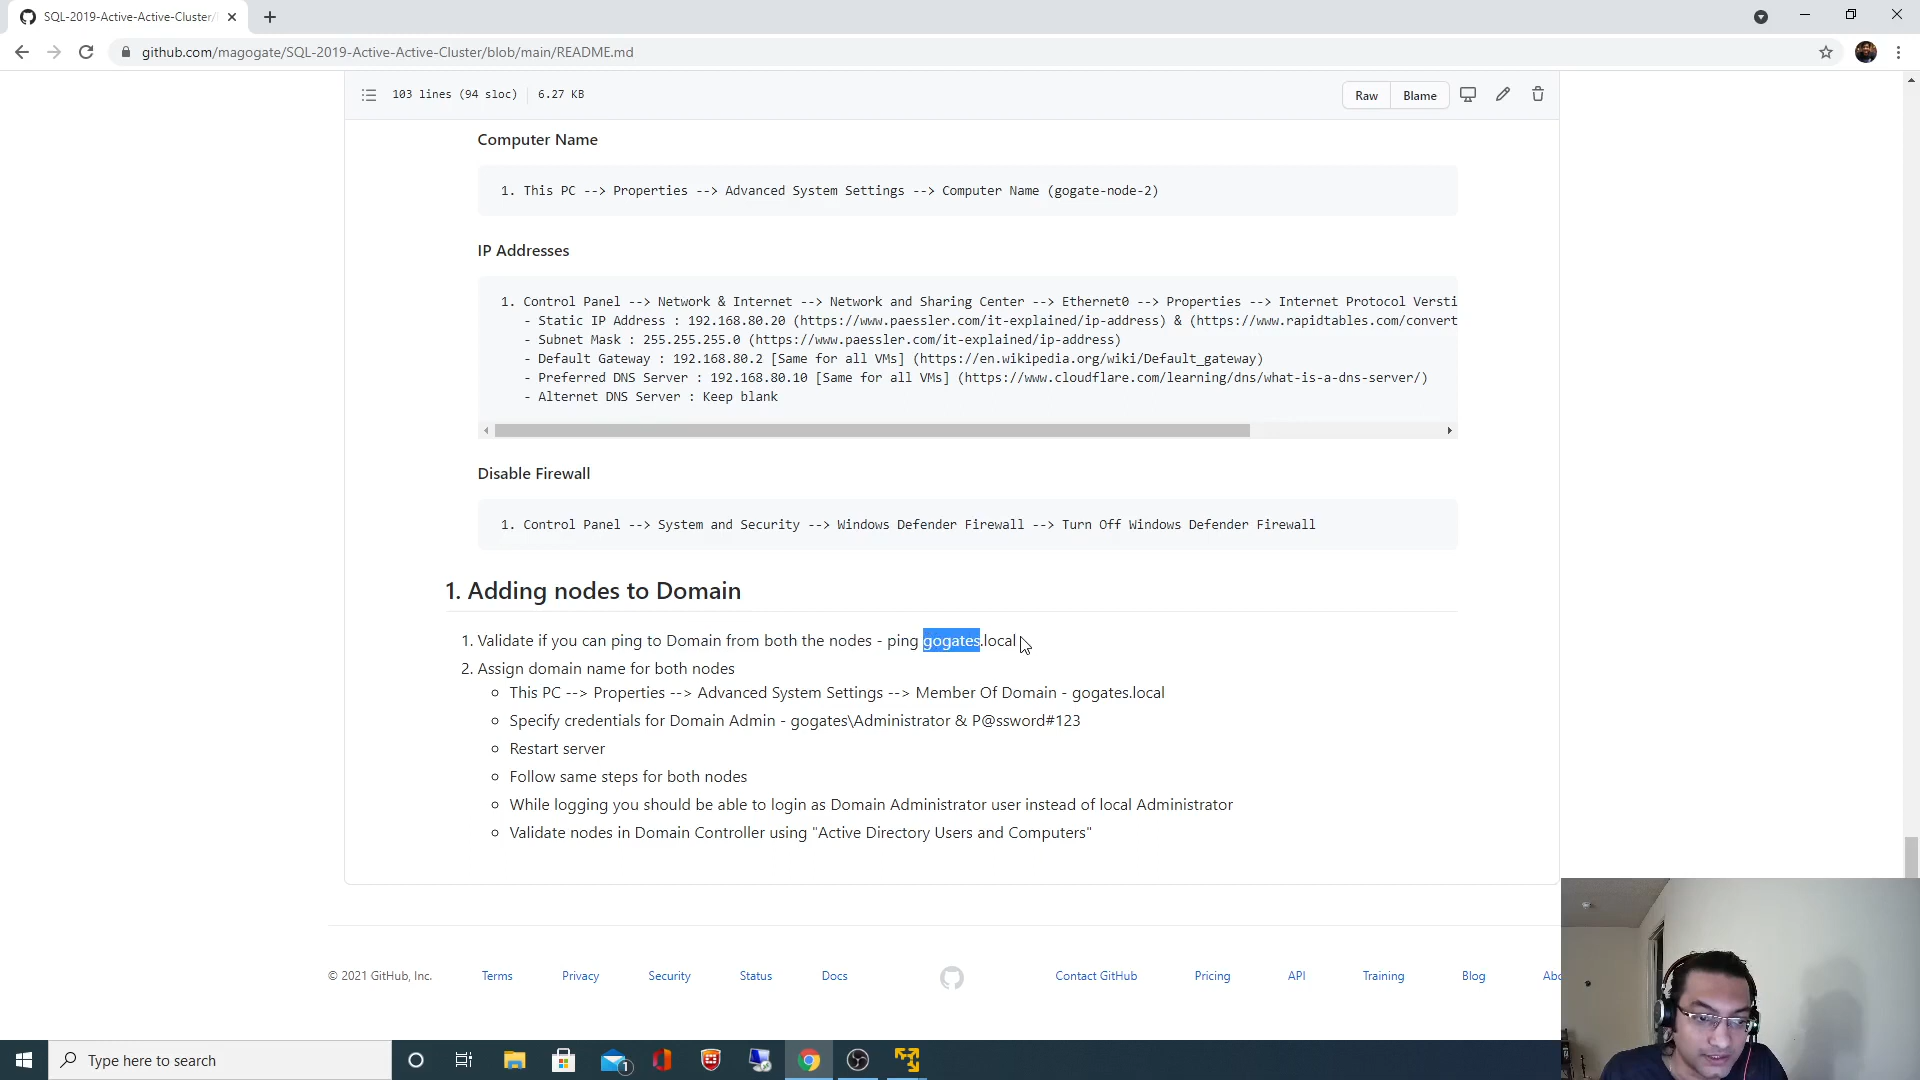 SQL-2019-Active-Active-Cluster/
github.com/magogate/SQL-2019-Active-Active-Cluster/blob/main/README.md
103 lines (94 sloc) 6.27 KB
Raw Blame
Computer Name
1. This PC --> Properties --> Advanced System Settings --> Computer Name (gogate-node-2)
IP Addresses
1. Control Panel --> Network & Internet --> Network and Sharing Center --> Ethernet0 --> Properties --> Internet Protocol Versti
- Static IP Address : 192.168.80.20 (https://www.paessler.com/it-explained/ip-address) & (https://www.rapidtables.com/convert
- Subnet Mask : 255.255.255.0 (https://www.paessler.com/it-explained/ip-address)
- Default Gateway : 192.168.80.2 [Same for all VMs] (https://en.wikipedia.org/wiki/Default_gateway)
- Preferred DNS Server : 192.168.80.10 [Same for all VMs] (https://www.cloudflare.com/learning/dns/what-is-a-dns-server/)
- Alternet DNS Server : Keep blank
Disable Firewall
1. Control Panel --> System and Security --> Windows Defender Firewall --> Turn Off Windows Defender Firewall
1. Adding nodes to Domain
1. Validate if you can ping to Domain from both the nodes - ping gogates.local
2. Assign domain name for both nodes
This PC --> Properties --> Advanced System Settings --> Member Of Domain - gogates.local
Specify credentials for Domain Admin - gogates\Administrator & P@ssword#123
Restart server
Follow same steps for both nodes
While logging you should be able to login as Domain Administrator user instead of local Administrator
Validate nodes in Domain Controller using "Active Directory Users and Computers"
© 2021 GitHub, Inc. Terms Privacy Security Status Docs Contact GitHub Pricing API Training Blog Abo
Type here to search
1